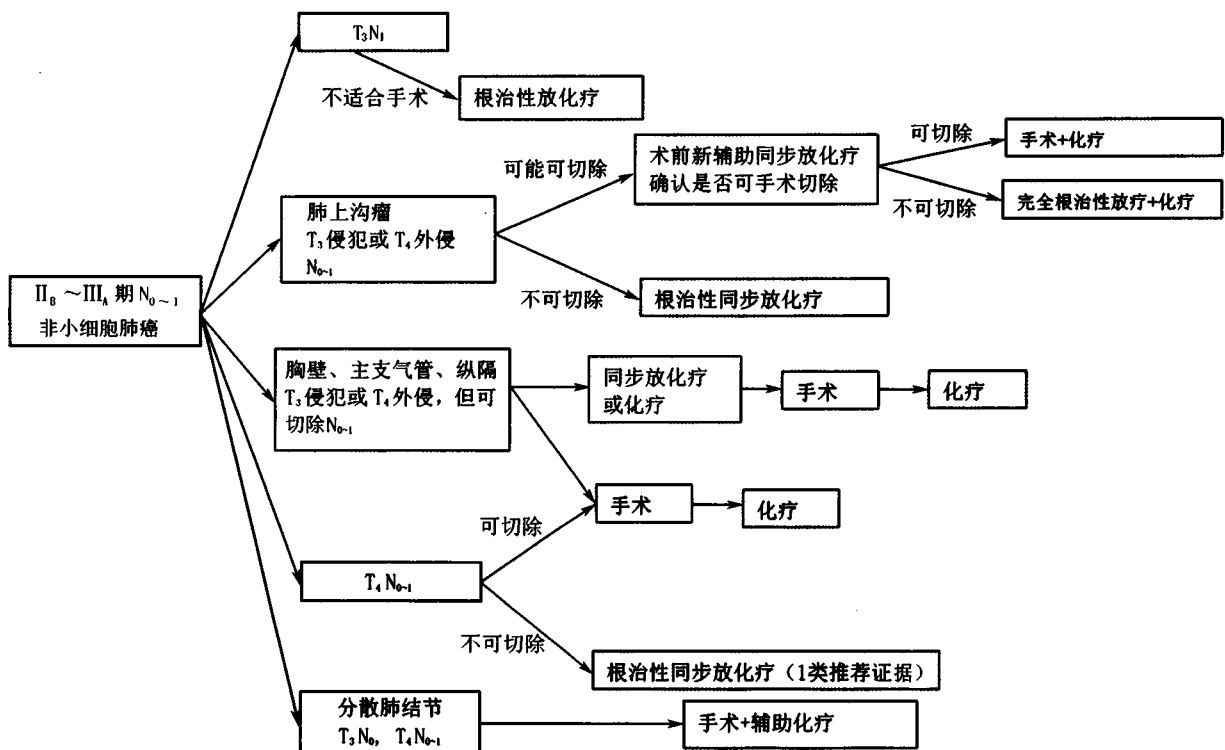 T₃N₁
不适合手术
根治性放化疗
可能可切除
术前新辅助同步放化疗
确认是否可手术切除
可切除
手术+化疗
不可切除
完全根治性放疗+化疗
肺上沟瘤
T₃侵犯或T₄外侵
N₀~₁
不可切除
根治性同步放化疗
Ⅱ_B ~Ⅲ_A 期 N₀~₁
非小细胞肺癌
胸壁、主支气管、纵隔
T₃侵犯或T₄外侵，但可
切除N₀~₁
同步放化疗
或化疗
手术
化疗
手术
化疗
可切除
T₄ N₀~₁
不可切除
根治性同步放化疗（1类推荐证据）
分散肺结节
T₃N₀, T₄N₀~₁
手术+辅助化疗